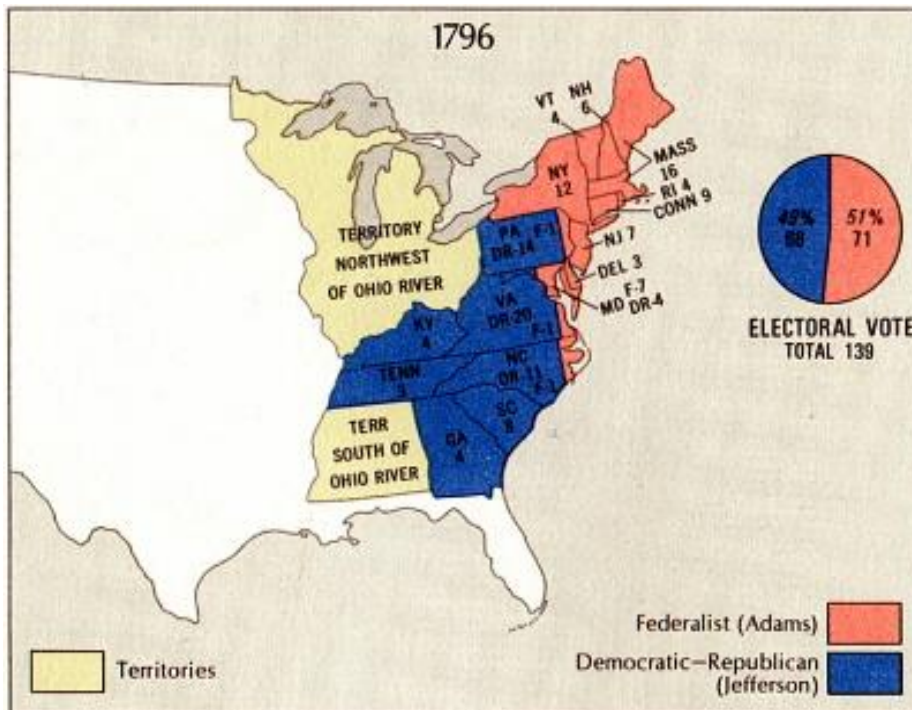 1796
VT
4
NH
6
MASS
16
RI 4
CONN 9
NY
12
NJ 7
DEL 3
MD F-7
DR-4
PA F-1
DR-14
VA
DR-20
F-1
KY
4
TENN
NC
DR-11
F-1
SC
8
GA
4
TERRITORY
NORTHWEST
OF OHIO RIVER
TERR
SOUTH OF
OHIO RIVER
49%
68
51%
71
ELECTORAL VOTE
TOTAL 139
Federalist (Adams)
Democratic–Republican
(Jefferson)
Territories